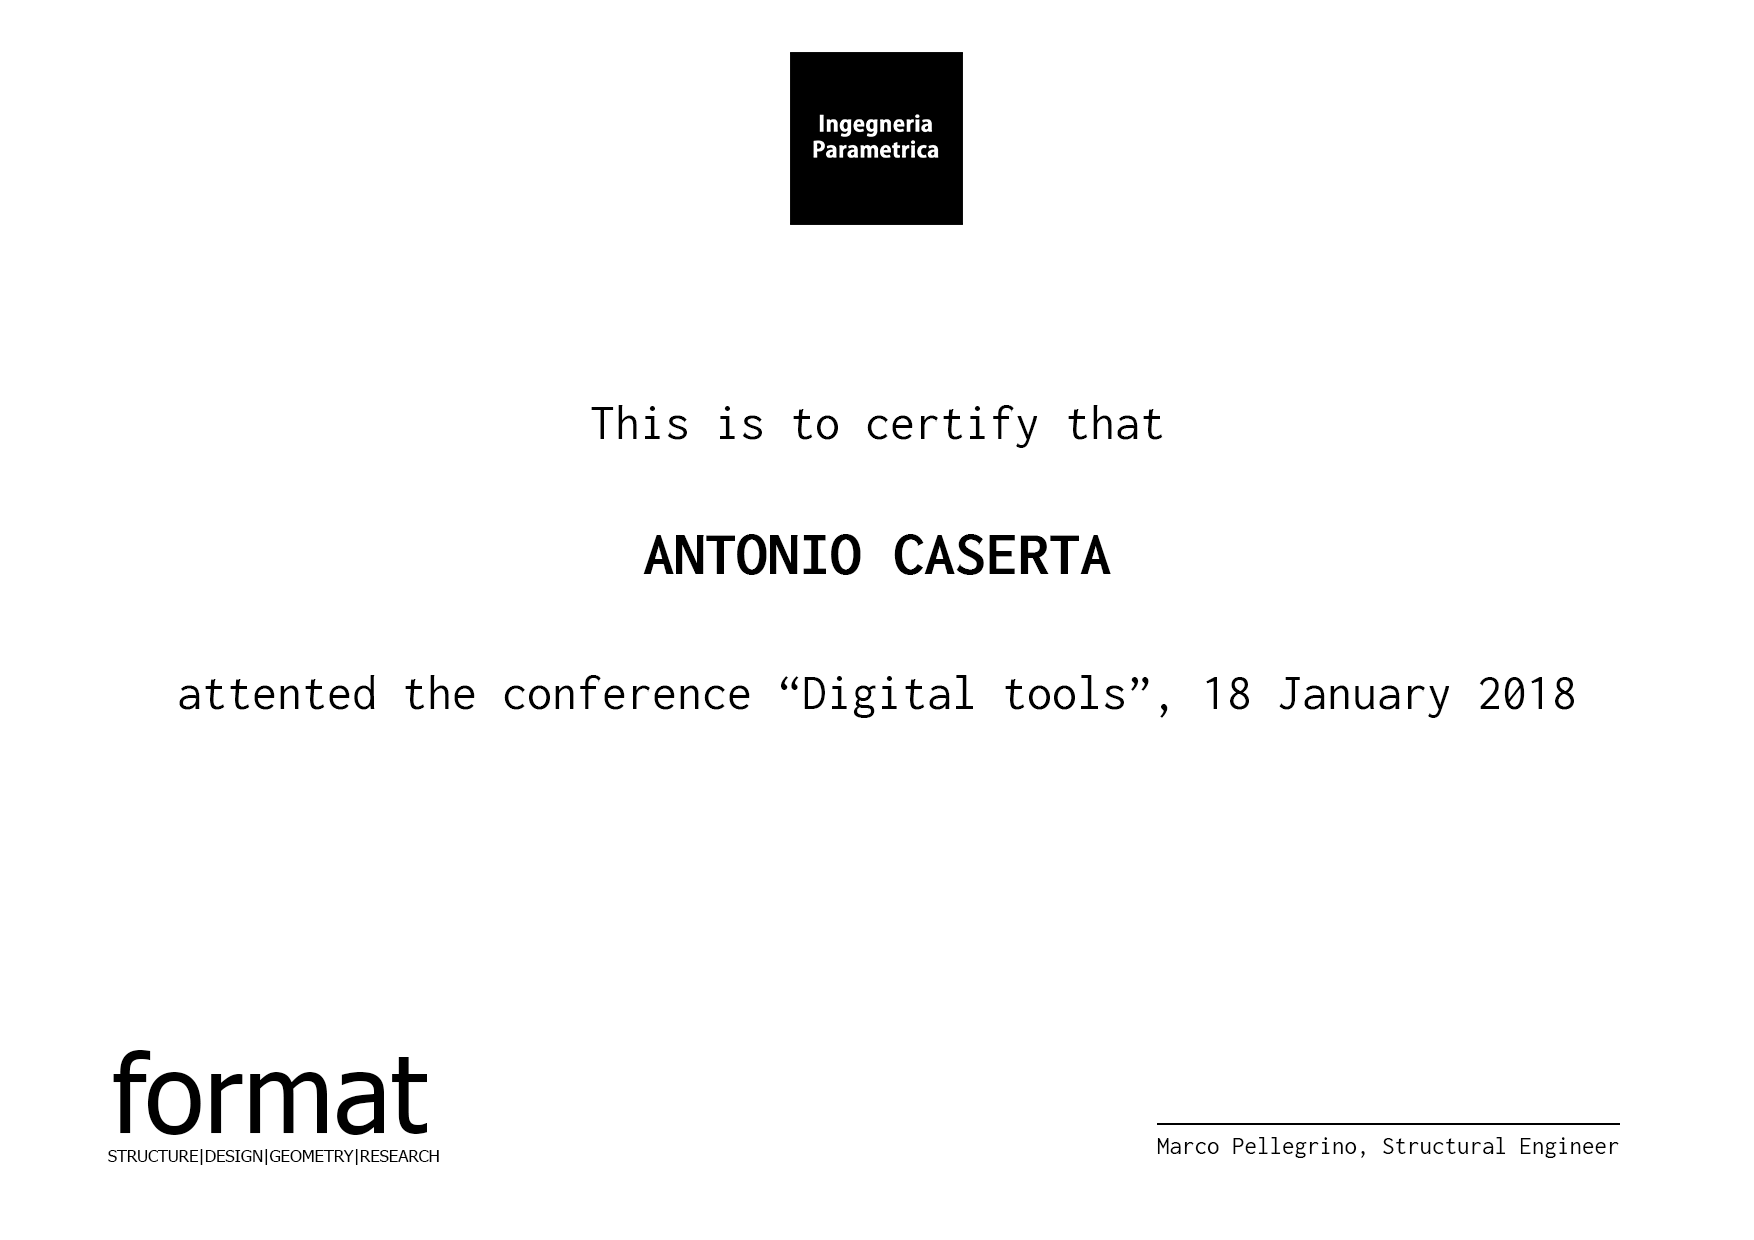 Ingegneria
Parametrica
This is to certify that
ANTONIO CASERTA
attented the conference “Digital tools”, 18 January 2018
format
STRUCTURE|DESIGN|GEOMETRY|RESEARCH
Marco Pellegrino, Structural Engineer